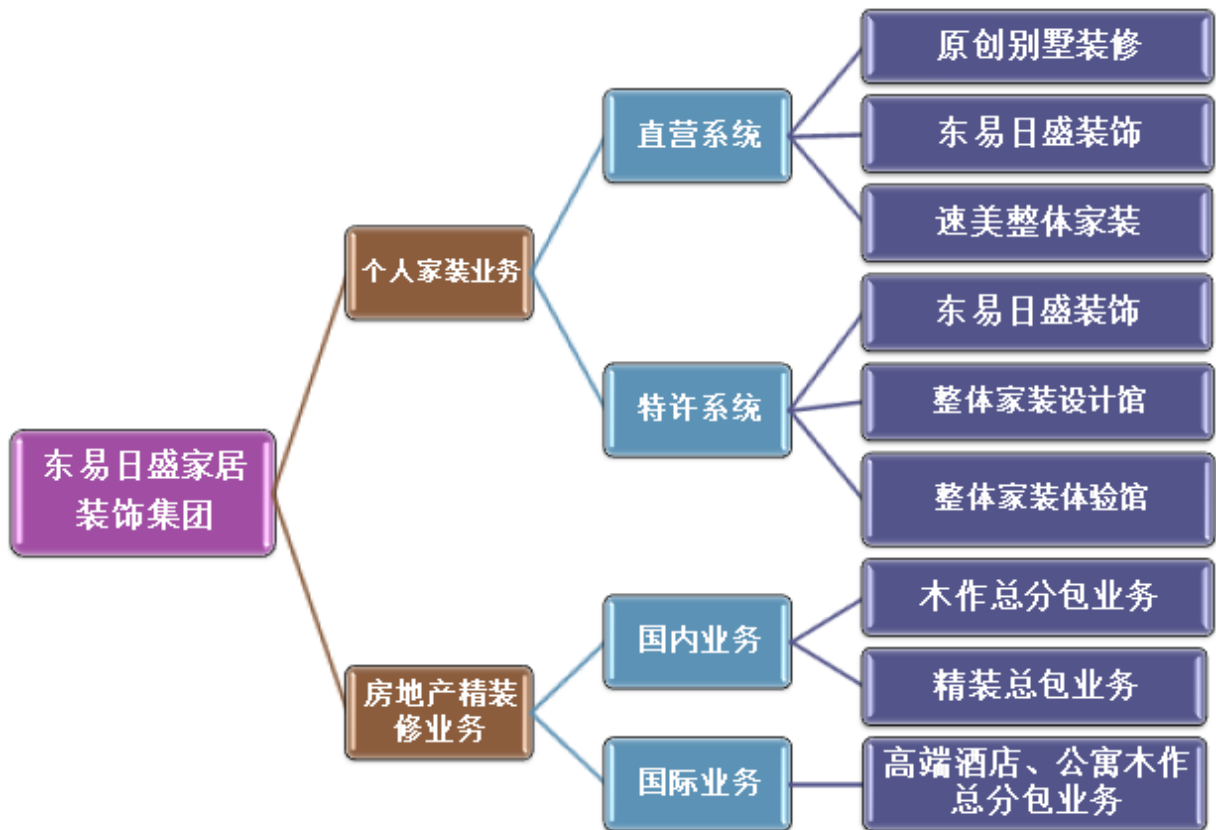 东易日盛家居
装饰集团
个人家装业务
房地产精装
修业务
直营系统
特许系统
国内业务
国际业务
原创别墅装修
东易日盛装饰
速美整体家装
东易日盛装饰
整体家装设计馆
整体家装体验馆
木作总分包业务
精装总包业务
高端酒店、公寓木作
总分包业务